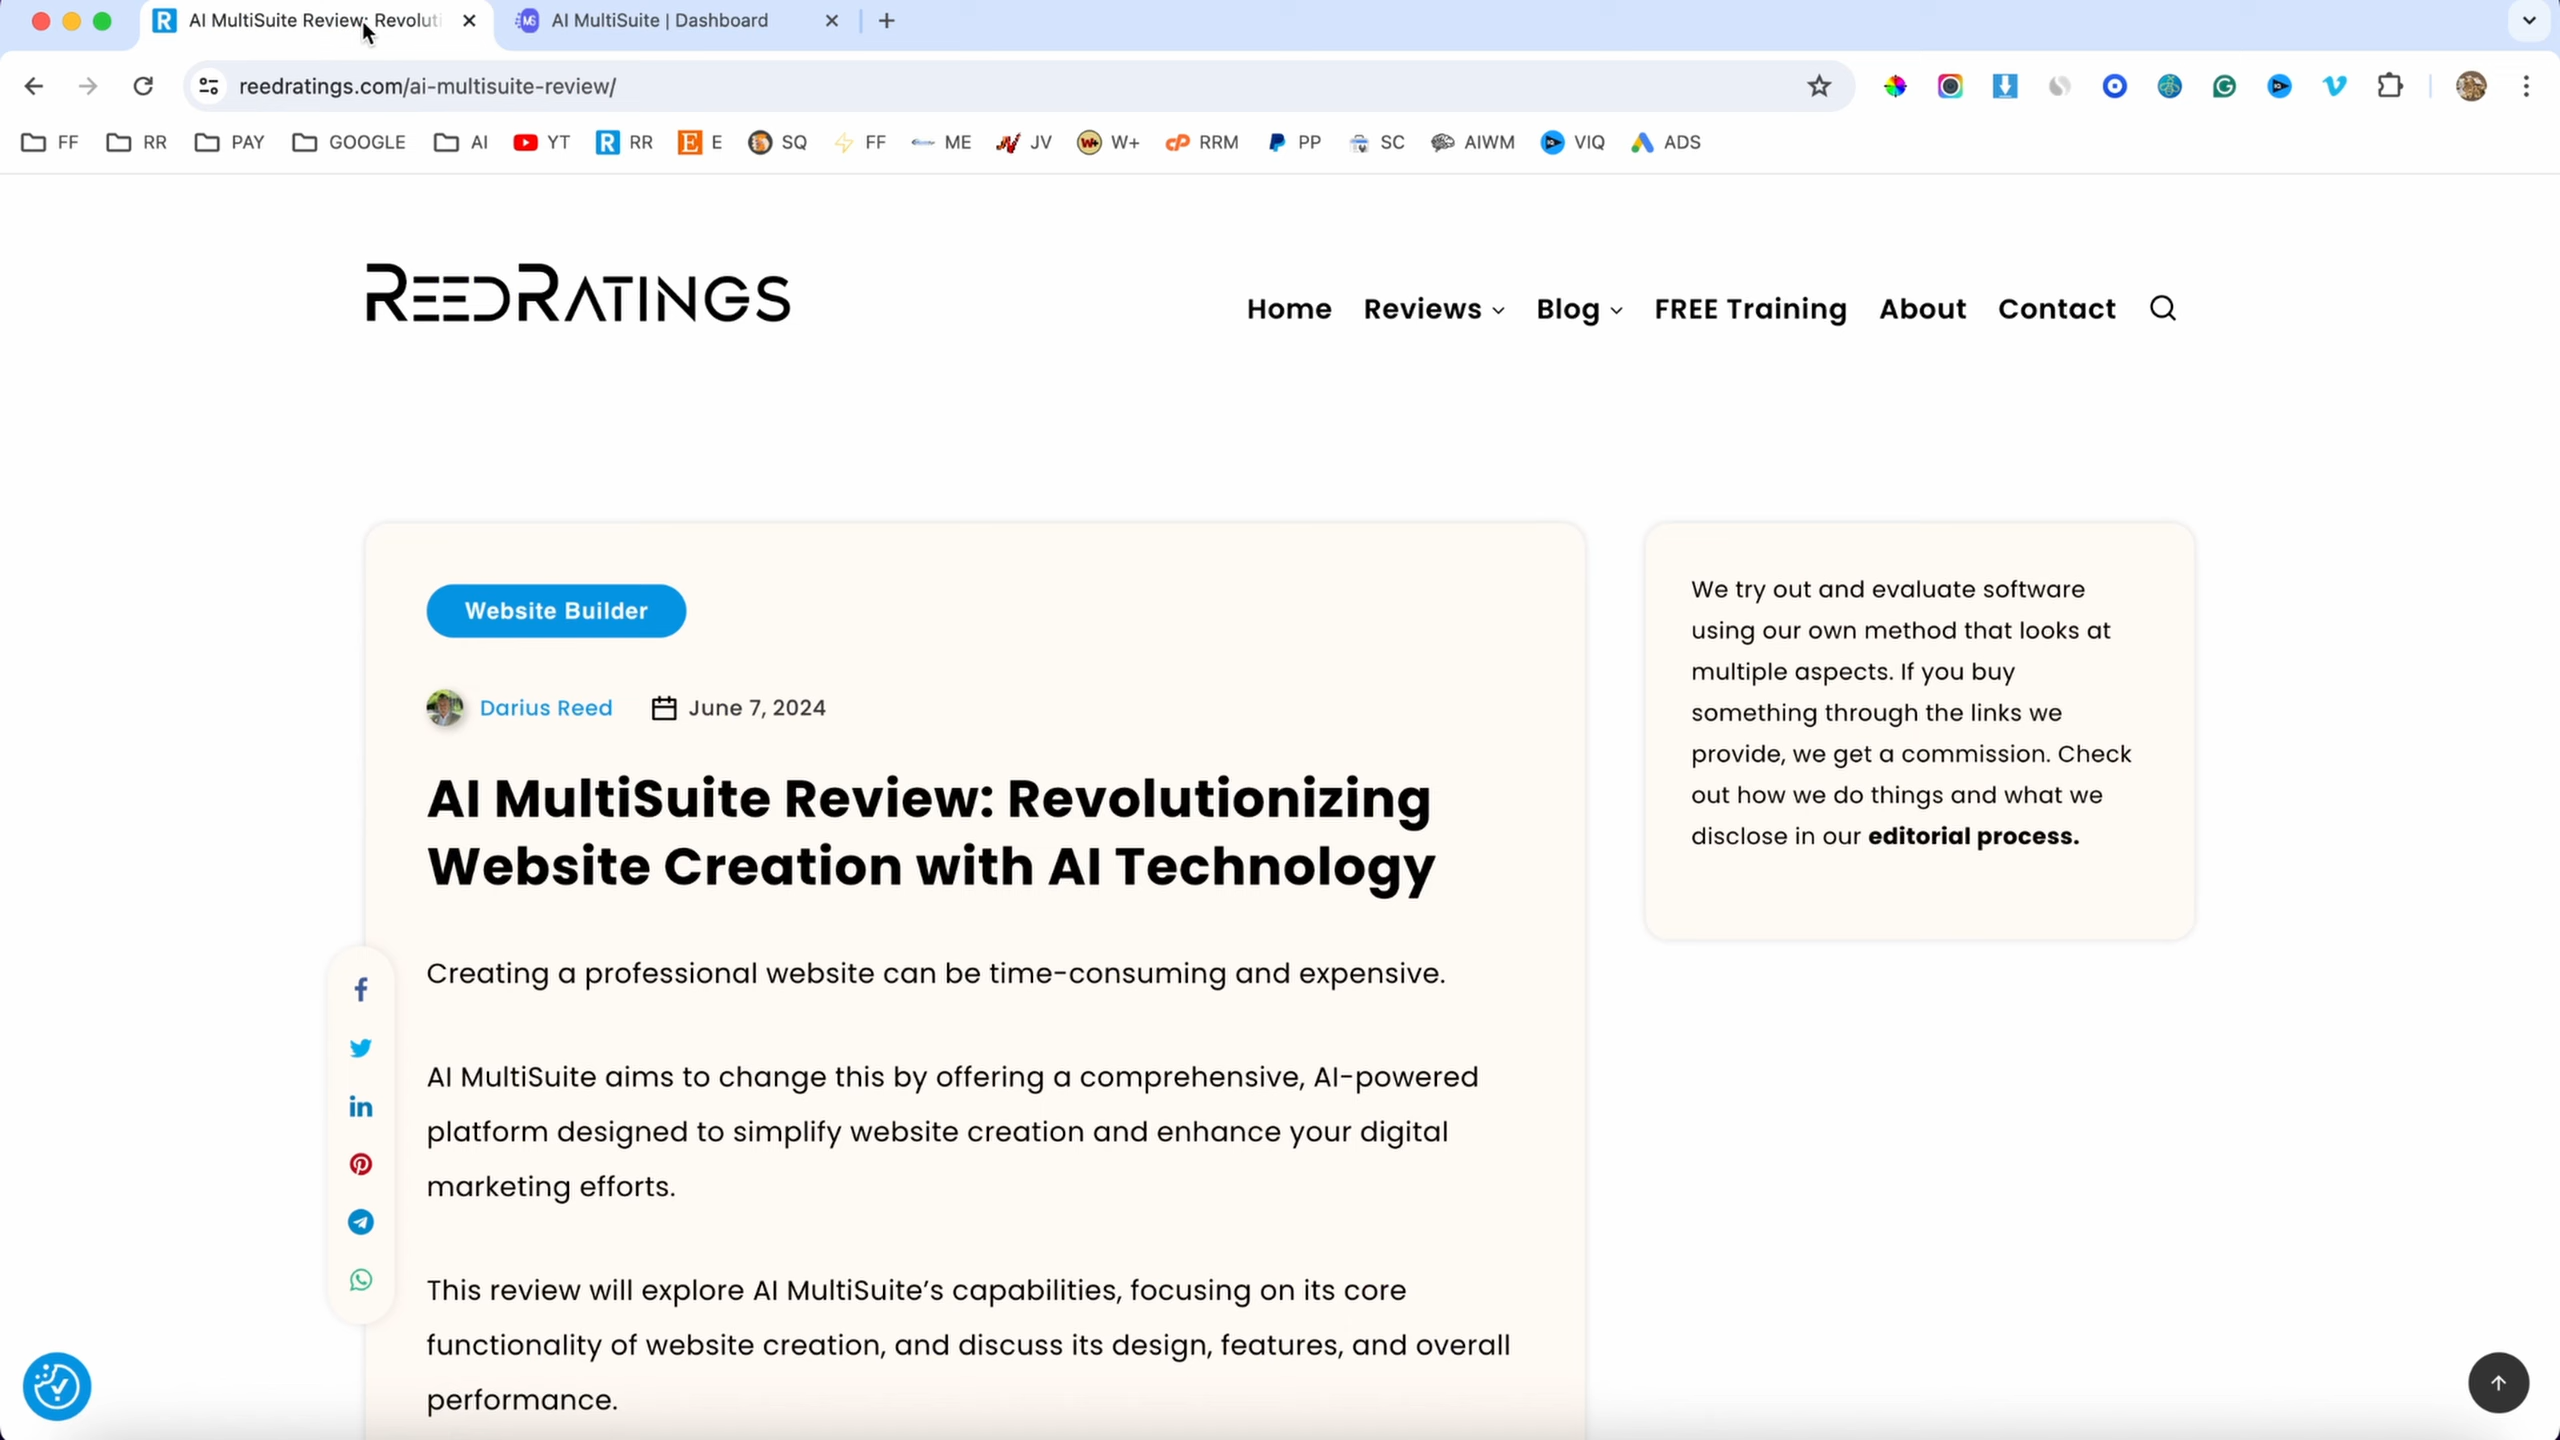 AI MultiSuite Review: Revoluti
AI MultiSuite | Dashboard
reedratings.com/ai-multisuite-review/
FF RR PAY GOOGLE AI YT RR E SQ FF ME JV W+ RRM PP SC AIWM VIQ ADS
REEDRATINGS
Home Reviews Blog FREE Training About Contact
Website Builder
Darius Reed June 7, 2024
AI MultiSuite Review: Revolutionizing
Website Creation with AI Technology
Creating a professional website can be time-consuming and expensive.
AI MultiSuite aims to change this by offering a comprehensive, AI-powered
platform designed to simplify website creation and enhance your digital
marketing efforts.
This review will explore AI MultiSuite’s capabilities, focusing on its core
functionality of website creation, and discuss its design, features, and overall
performance.
We try out and evaluate software
using our own method that looks at
multiple aspects. If you buy
something through the links we
provide, we get a commission. Check
out how we do things and what we
disclose in our editorial process.